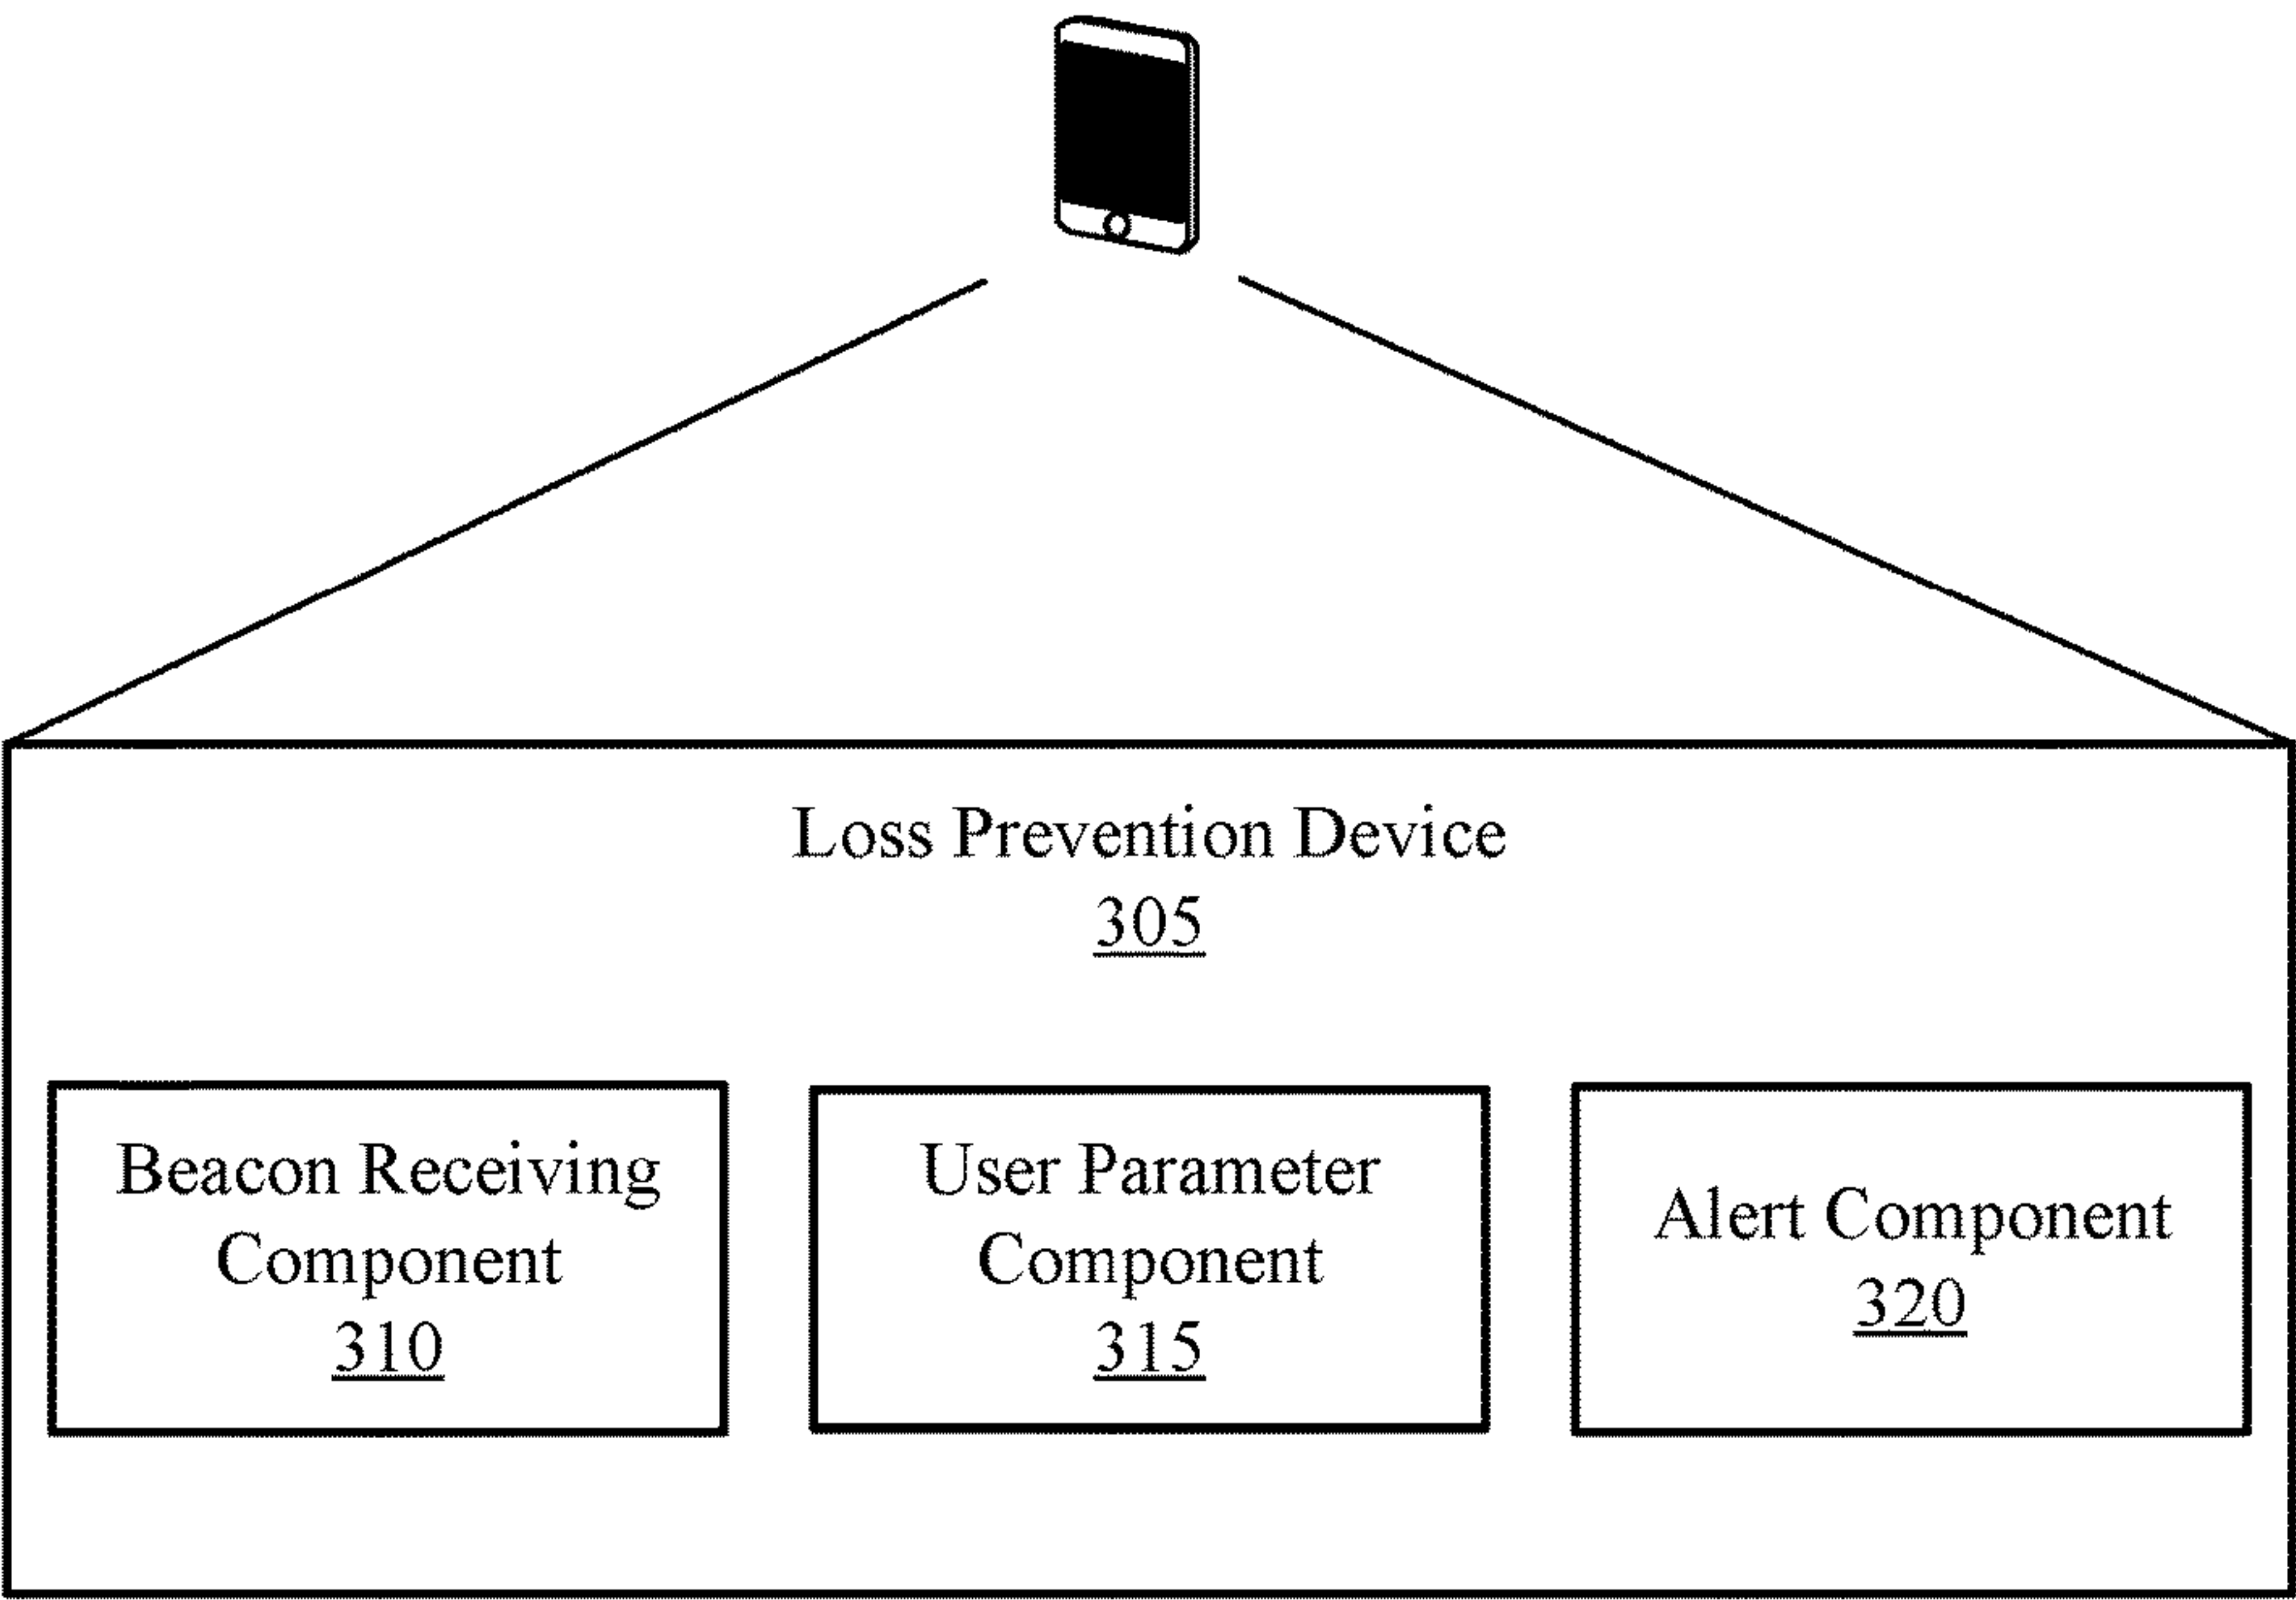 Loss Prevention Device
305
Beacon Receiving
Component
310
User Parameter
Component
315
Alert Component
320